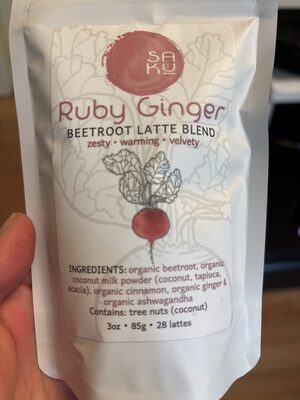 SA
KU
Ruby Ginger
BEETROOT LATTE BLEND
zesty • warming • velvety
INGREDIENTS: organic beetroot, organic
coconut milk powder (coconut, tapioca,
acacia), organic cinnamon, organic ginger &
organic ashwagandha
Contains: tree nuts (coconut)
3oz • 85g • 28 lattes